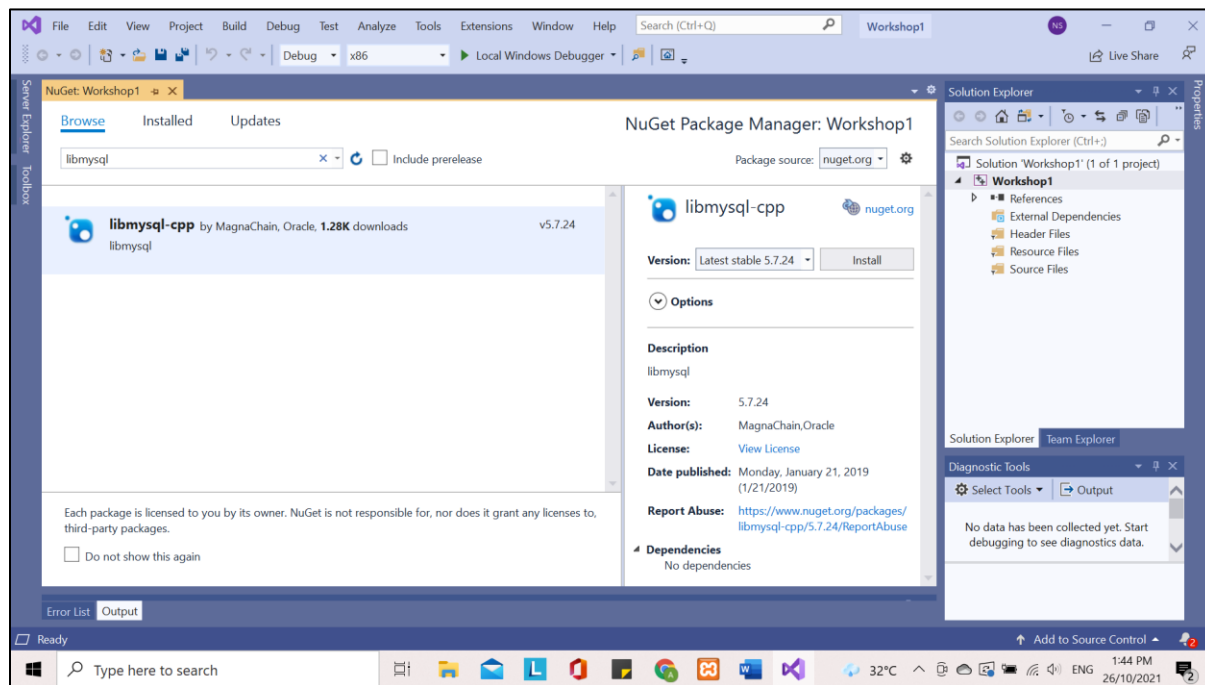 File Edit View Project Build Debug Test Analyze Tools Extensions Window Help Search (Ctrl+Q) Workshop1 NS
Debug x86 Local Windows Debugger Live Share
Server Explorer
Toolbox
NuGet: Workshop1
Browse Installed Updates
NuGet Package Manager: Workshop1
libmysql
Include prerelease
Package source: nuget.org
libmysql-cpp by MagnaChain, Oracle, 1.28K downloads v5.7.24
libmysql
libmysql-cpp nuget.org
Version: Latest stable 5.7.24 Install
Options
Description
libmysql
Version: 5.7.24
Author(s): MagnaChain,Oracle
License: View License
Date published: Monday, January 21, 2019
(1/21/2019)
Report Abuse: https://www.nuget.org/packages/
libmysql-cpp/5.7.24/ReportAbuse
Dependencies
No dependencies
Each package is licensed to you by its owner. NuGet is not responsible for, nor does it grant any licenses to,
third-party packages.
Do not show this again
Solution Explorer
Search Solution Explorer (Ctrl+;)
Solution 'Workshop1' (1 of 1 project)
Workshop1
References
External Dependencies
Header Files
Resource Files
Source Files
Solution Explorer Team Explorer
Diagnostic Tools
Select Tools Output
No data has been collected yet. Start
debugging to see diagnostics data.
Properties
Error List Output
Ready Add to Source Control 2
Type here to search 32°C ENG 1:44 PM
26/10/2021 2